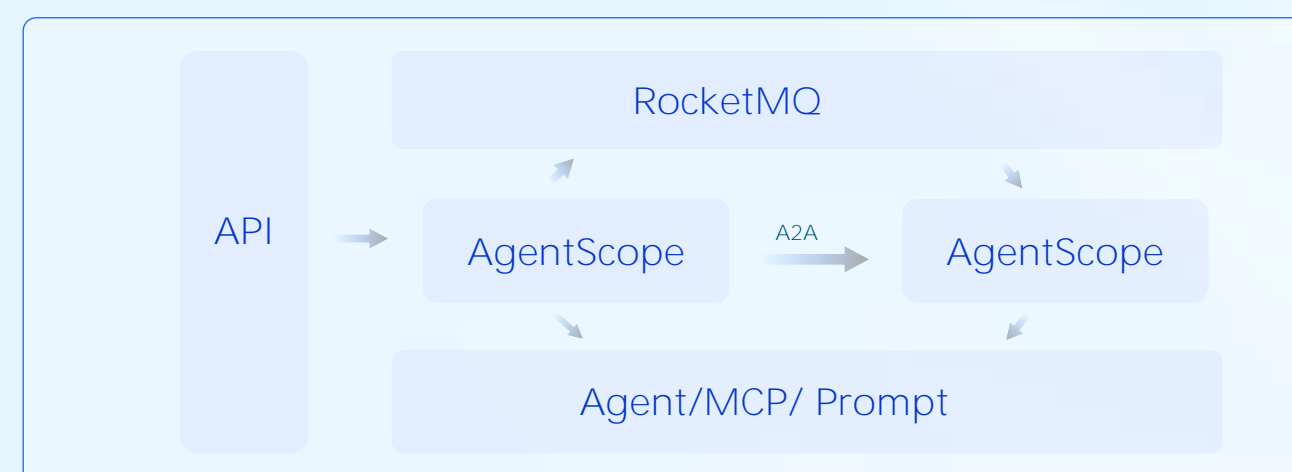 RocketMQ
API
AgentScope
A2A
AgentScope
Agent/MCP/ Prompt